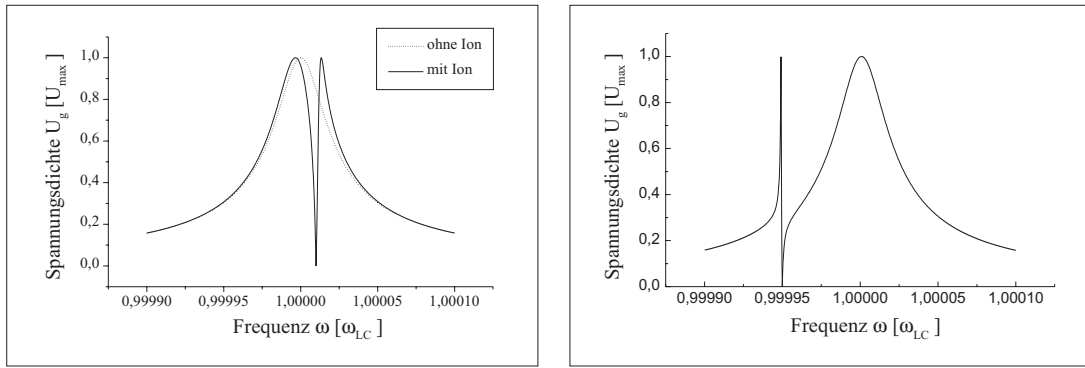 Spannungsdichte U_g [U_max]
1,0
0,8
0,6
0,4
0,2
0,0
ohne Ion
mit Ion
0,99990 0,99995 1,00000 1,00005 1,00010
Frequenz ω [ω_LC ]
Spannungsdichte U_g [U_max]
1,0
0,8
0,6
0,4
0,2
0,0
0,99990 0,99995 1,00000 1,00005 1,00010
Frequenz ω [ω_LC ]